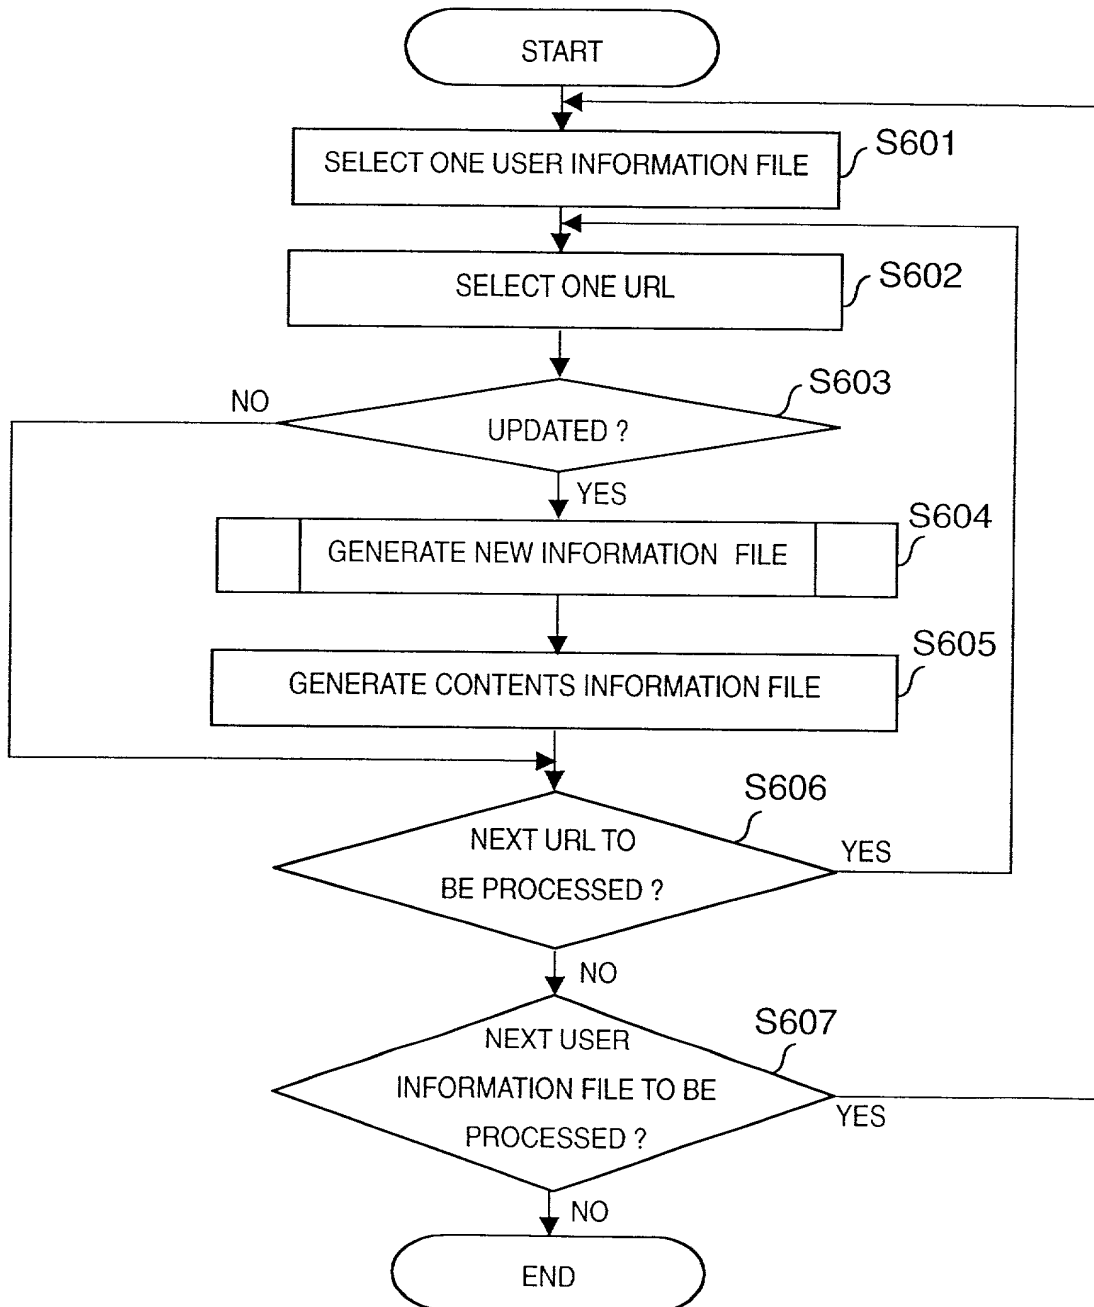 START
SELECT ONE USER INFORMATION FILE
S601
SELECT ONE URL
S602
S603
NO
UPDATED ?
YES
S604
GENERATE NEW INFORMATION FILE
S605
GENERATE CONTENTS INFORMATION FILE
S606
NEXT URL TO
BE PROCESSED ?
YES
NO
S607
NEXT USER
INFORMATION FILE TO BE
PROCESSED ?
YES
NO
END